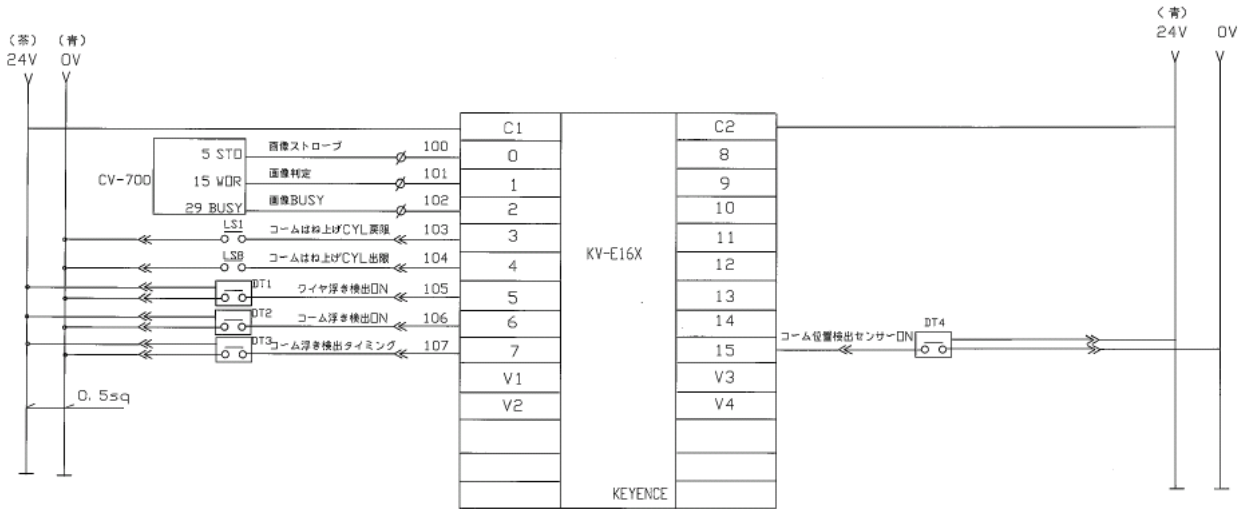 (茶) (青)
24V 0V
(青)
24V 0V
C1 C2
5 STO 画像ストローブ 100 0 8
CV-700 15 WOR 画像判定 101 1 9
29 BUSY 画像BUSY 102 2 10
LS1 コームはね上げCYL戻限 103 3 11
KV-E16X
LS8 コームはね上げCYL出限 104 4 12
DT1 ワイヤ浮き検出ON 105 5 13
DT2 コーム浮き検出ON 106 6 14
DT3 コーム浮き検出タイミング 107 7 15 コーム位置検出センサーON DT4
V1 V3
0.5sq V2 V4
KEYENCE